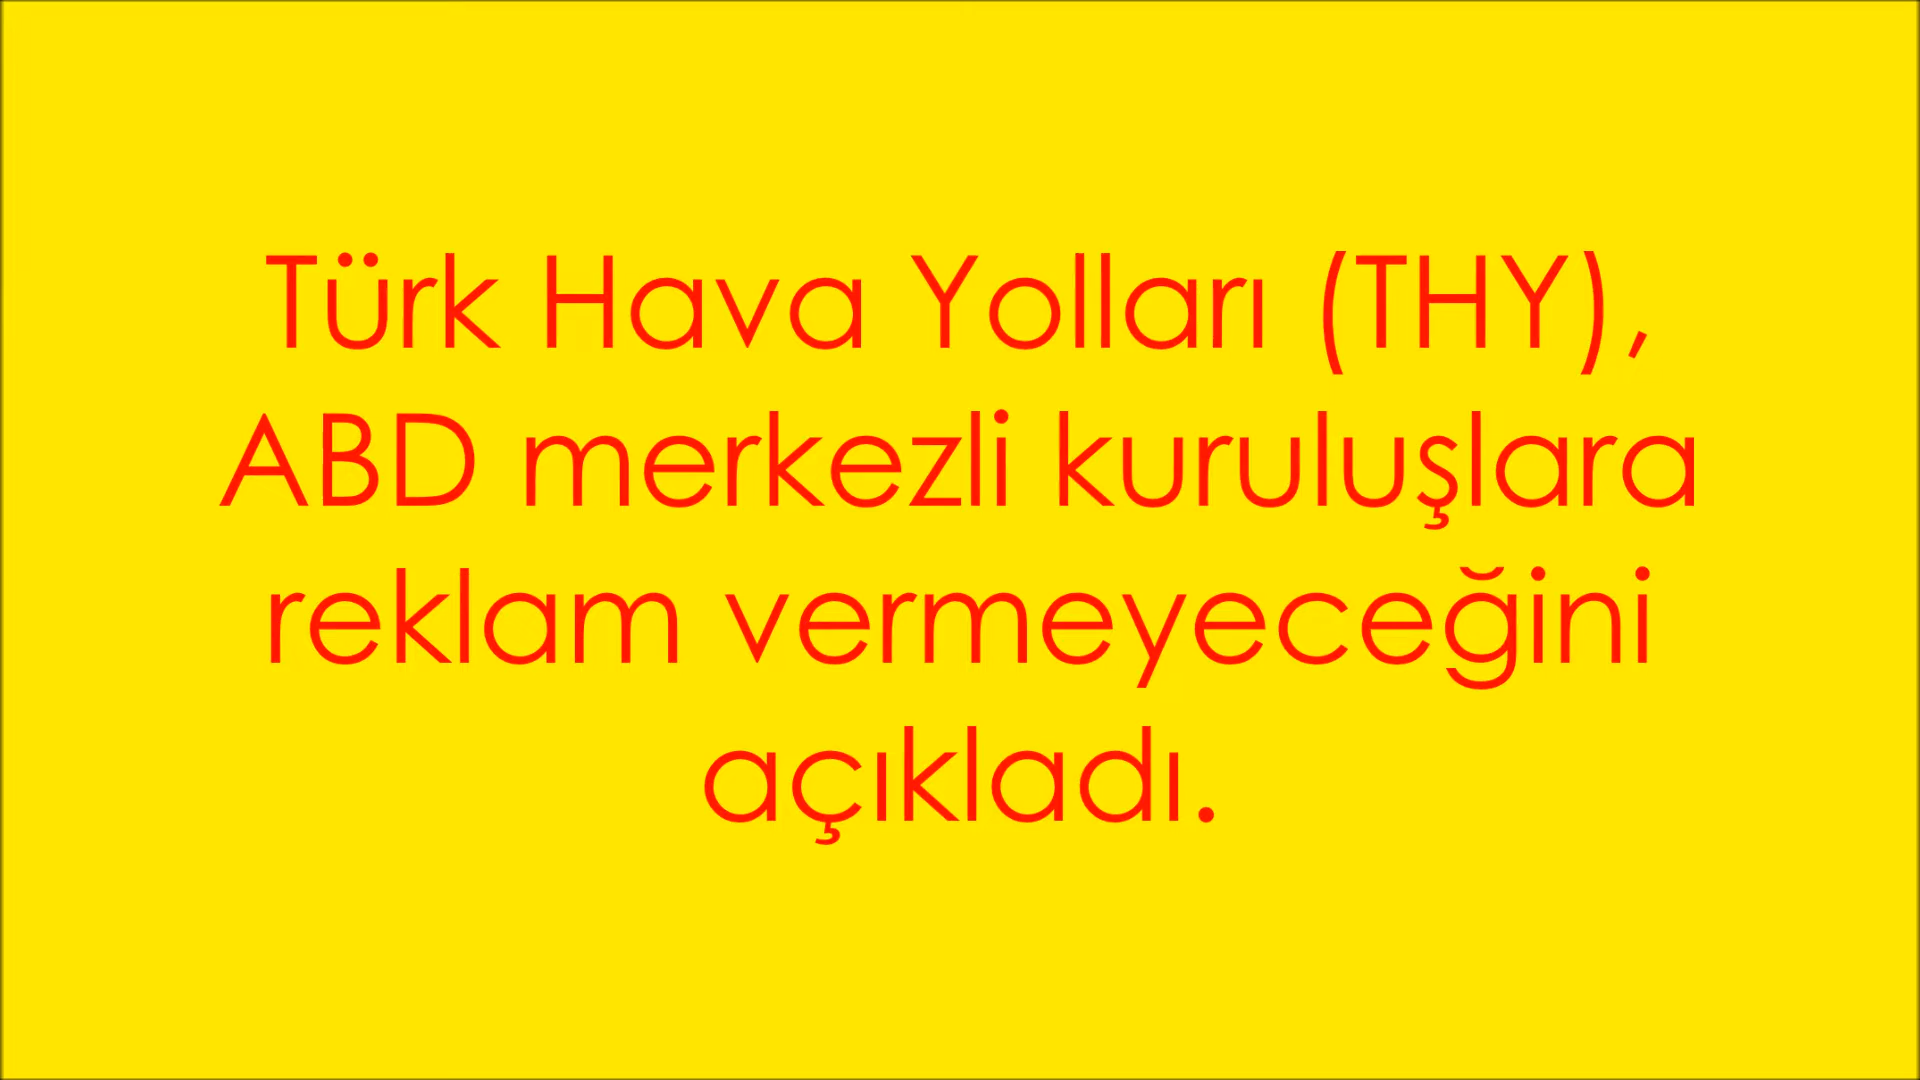 Türk Hava Yolları (THY),
ABD merkezli kuruluşlara
reklam vermeyeceğini
açıkladı.